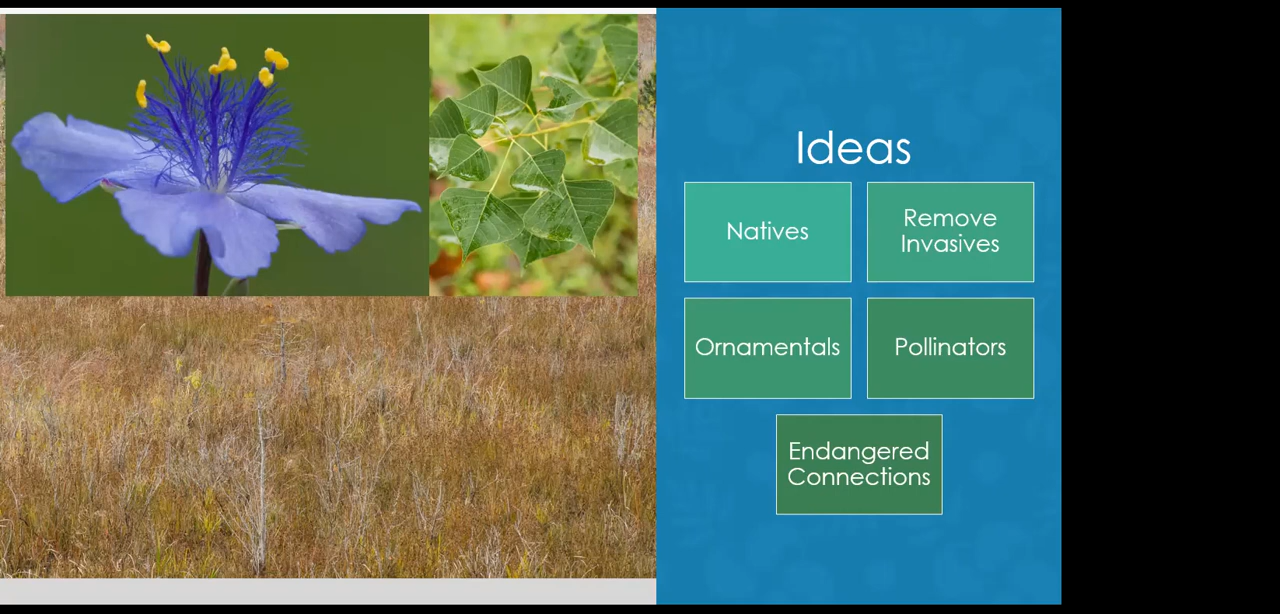 Ideas
Natives
Remove
Invasives
Ornamentals
Pollinators
Endangered
Connections